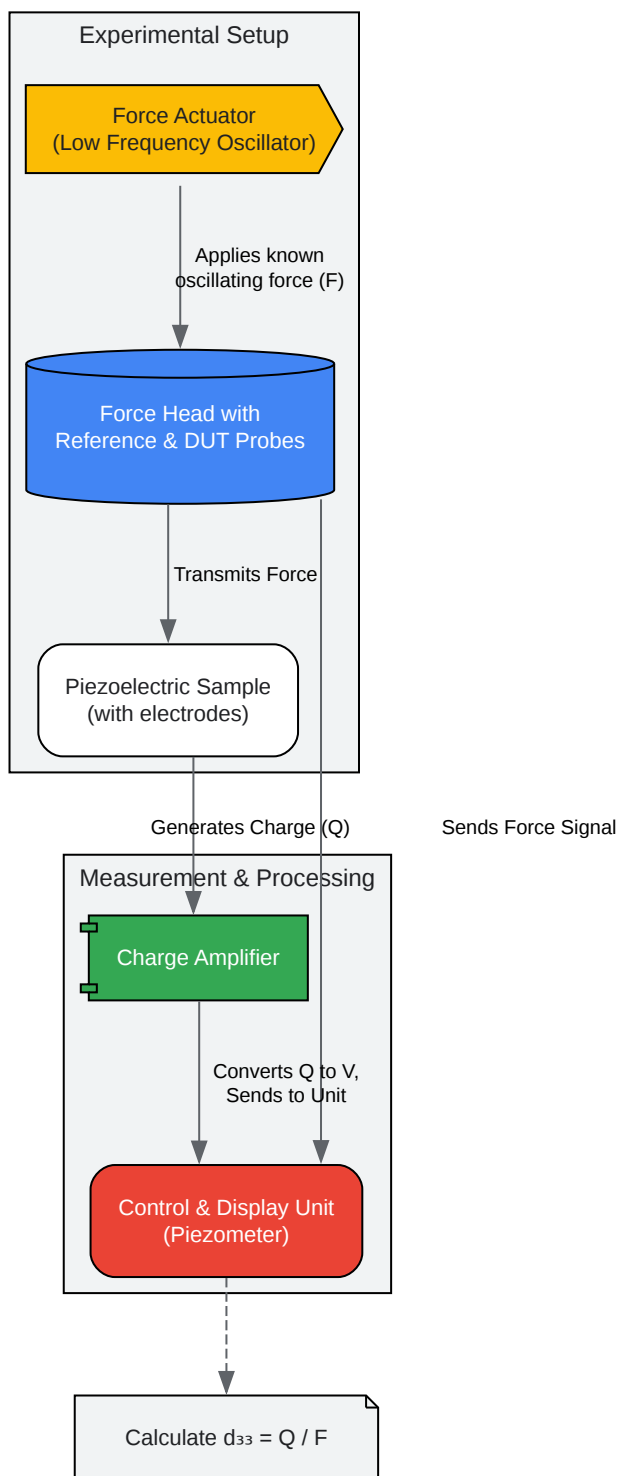 Experimental Setup
Force Actuator
(Low Frequency Oscillator)
Applies known
oscillating force (F)
Force Head with
Reference & DUT Probes
Transmits Force
Piezoelectric Sample
(with electrodes)
Generates Charge (Q)
Sends Force Signal
Measurement & Processing
Charge Amplifier
Converts Q to V,
Sends to Unit
Control & Display Unit
(Piezometer)
Calculate d₃₃ = Q / F